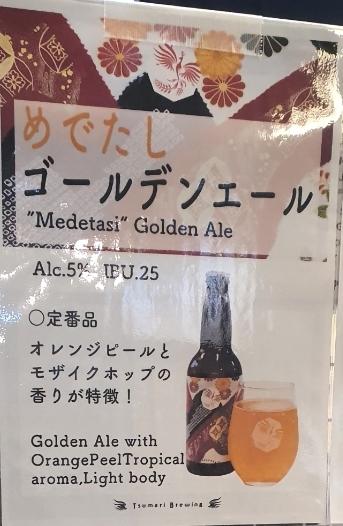 めでたし
ゴールデンエール
"Medetasi" Golden Ale
Alc.5% IBU.25
〇定番品
オレンジピールと
モザイクホップの
香りが特徴！
Golden Ale with
OrangePeelTropical
aroma,Light body
Tsumari Brewing